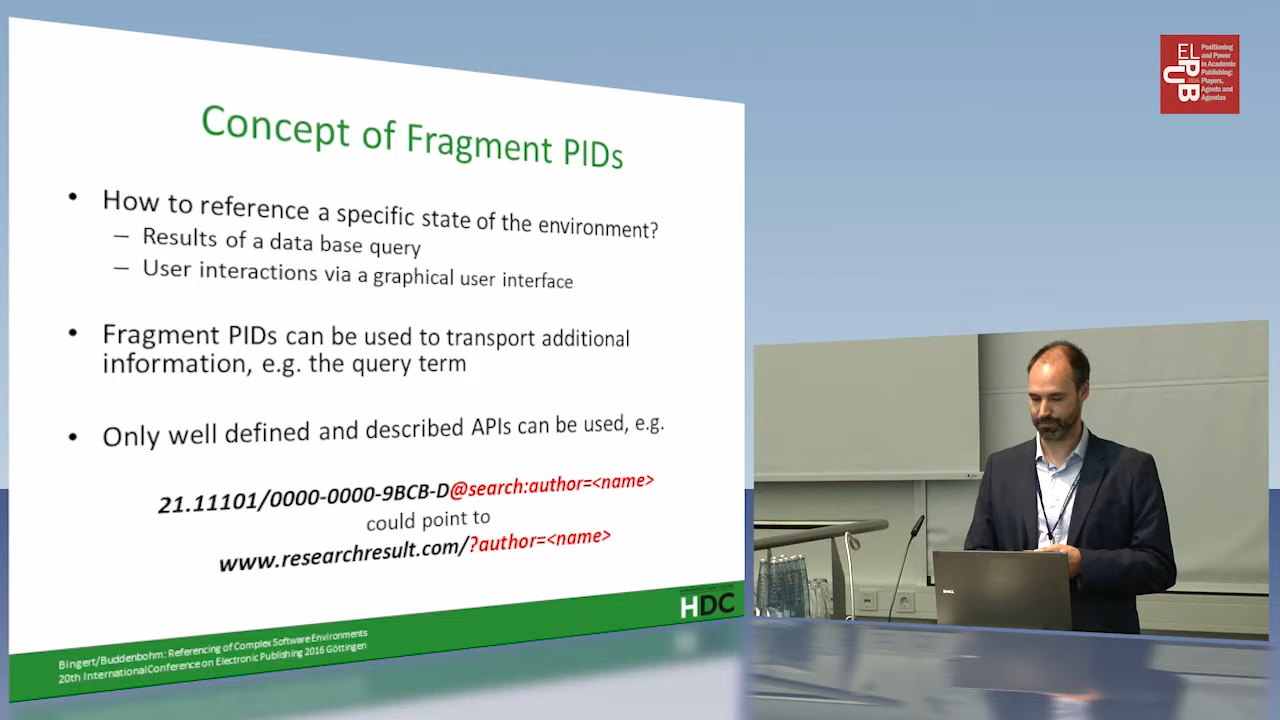 Concept of Fragment PIDs
• How to reference a specific state of the environment?
– Results of a data base query
– User interactions via a graphical user interface
• Fragment PIDs can be used to transport additional
information, e.g. the query term
• Only well defined and described APIs can be used, e.g.
21.11101/0000-0000-9BCB-D@search:author=<name>
could point to
www.researchresult.com/?author=<name>
HDC
Bingert/Buddenbohm: Referencing of Complex Software Environments
20th International Conference on Electronic Publishing 2016 Göttingen
ELPUB
2016
Positioning
and Power
in Academic
Publishing:
Players,
Agents and
Agendas
DELL